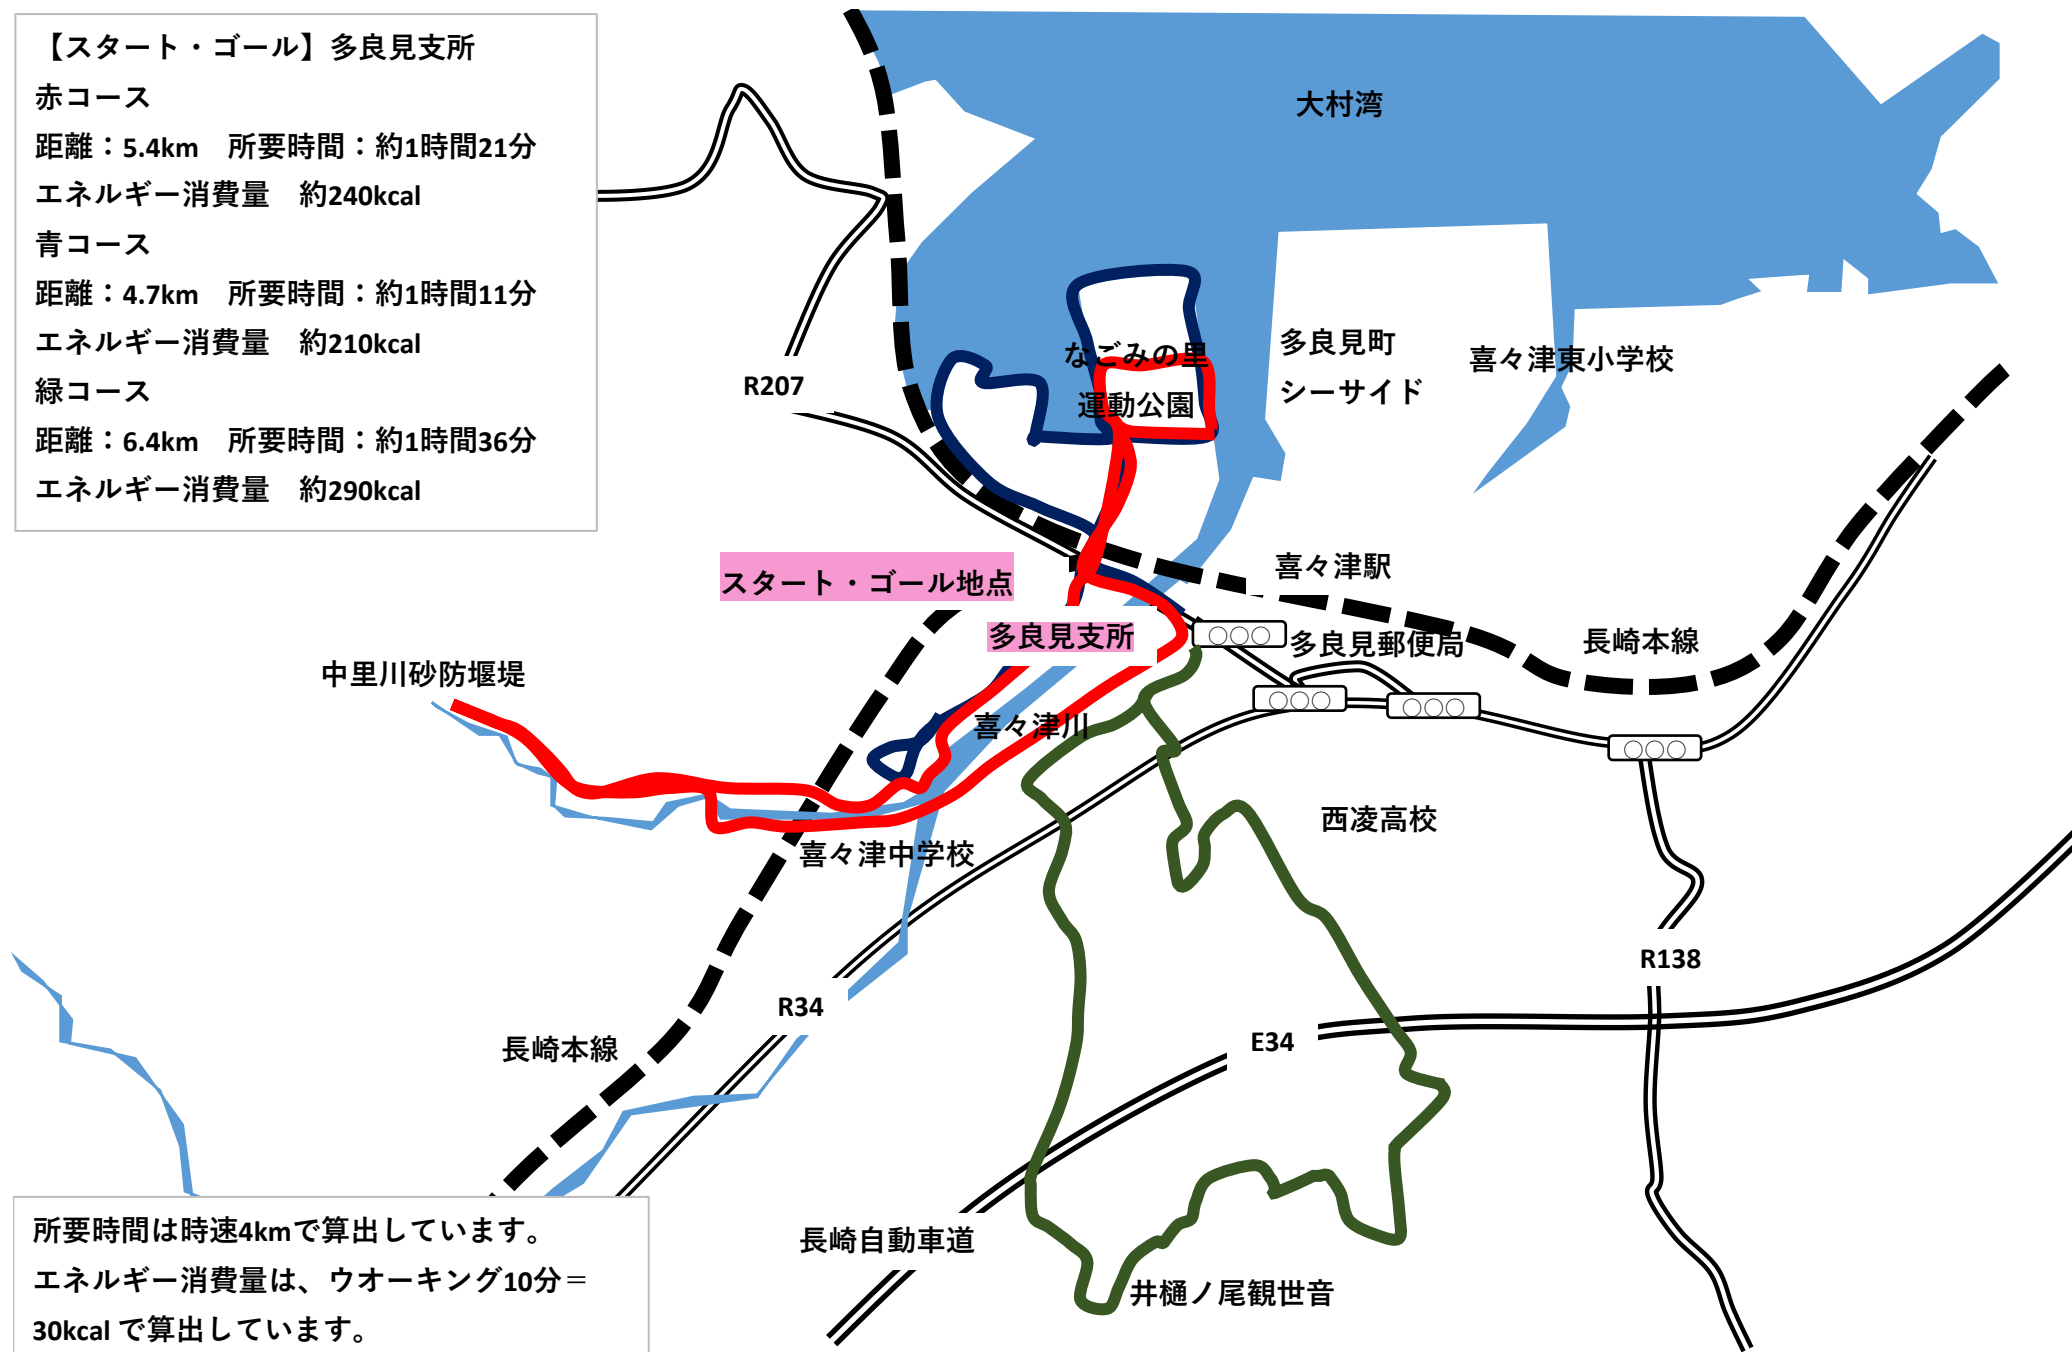 【スタート・ゴール】多良見支所
赤コース
距離：5.4km　所要時間：約1時間21分
エネルギー消費量　約240kcal
青コース
距離：4.7km　所要時間：約1時間11分
エネルギー消費量　約210kcal
緑コース
距離：6.4km　所要時間：約1時間36分
エネルギー消費量　約290kcal
大村湾
なごみの里
運動公園
多良見町
シーサイド
喜々津東小学校
R207
喜々津駅
スタート・ゴール地点
多良見支所
多良見郵便局
長崎本線
中里川砂防堰堤
喜々津川
西凌高校
喜々津中学校
R138
R34
E34
長崎本線
長崎自動車道
井樋ノ尾観世音
所要時間は時速4kmで算出しています。
エネルギー消費量は、ウオーキング10分＝
30kcal で算出しています。